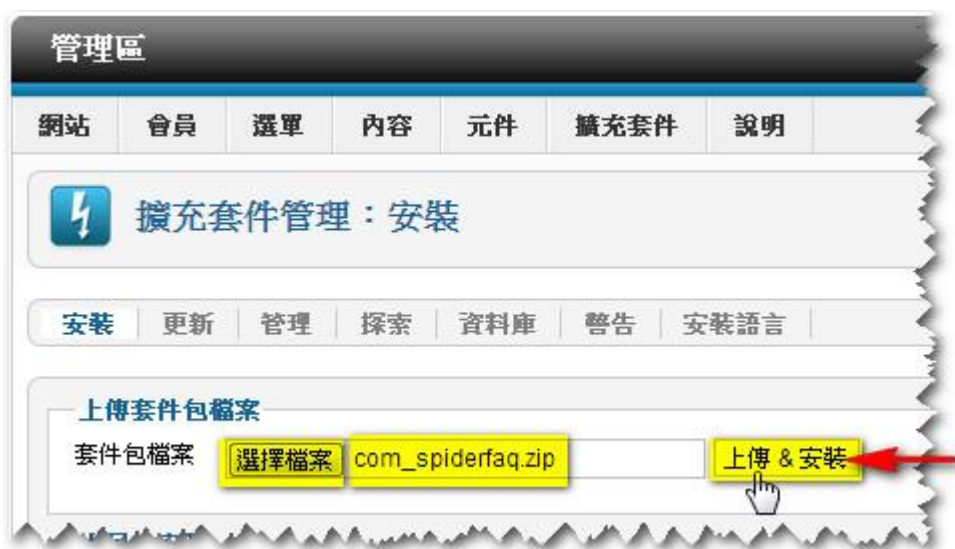 管理區
網站 會員 選單 內容 元件 擴充套件 說明
擴充套件管理：安裝
安裝 更新 管理 探索 資料庫 警告 安裝語言
上傳套件包檔案
套件包檔案 選擇檔案 com_spiderfaq.zip 上傳 & 安裝